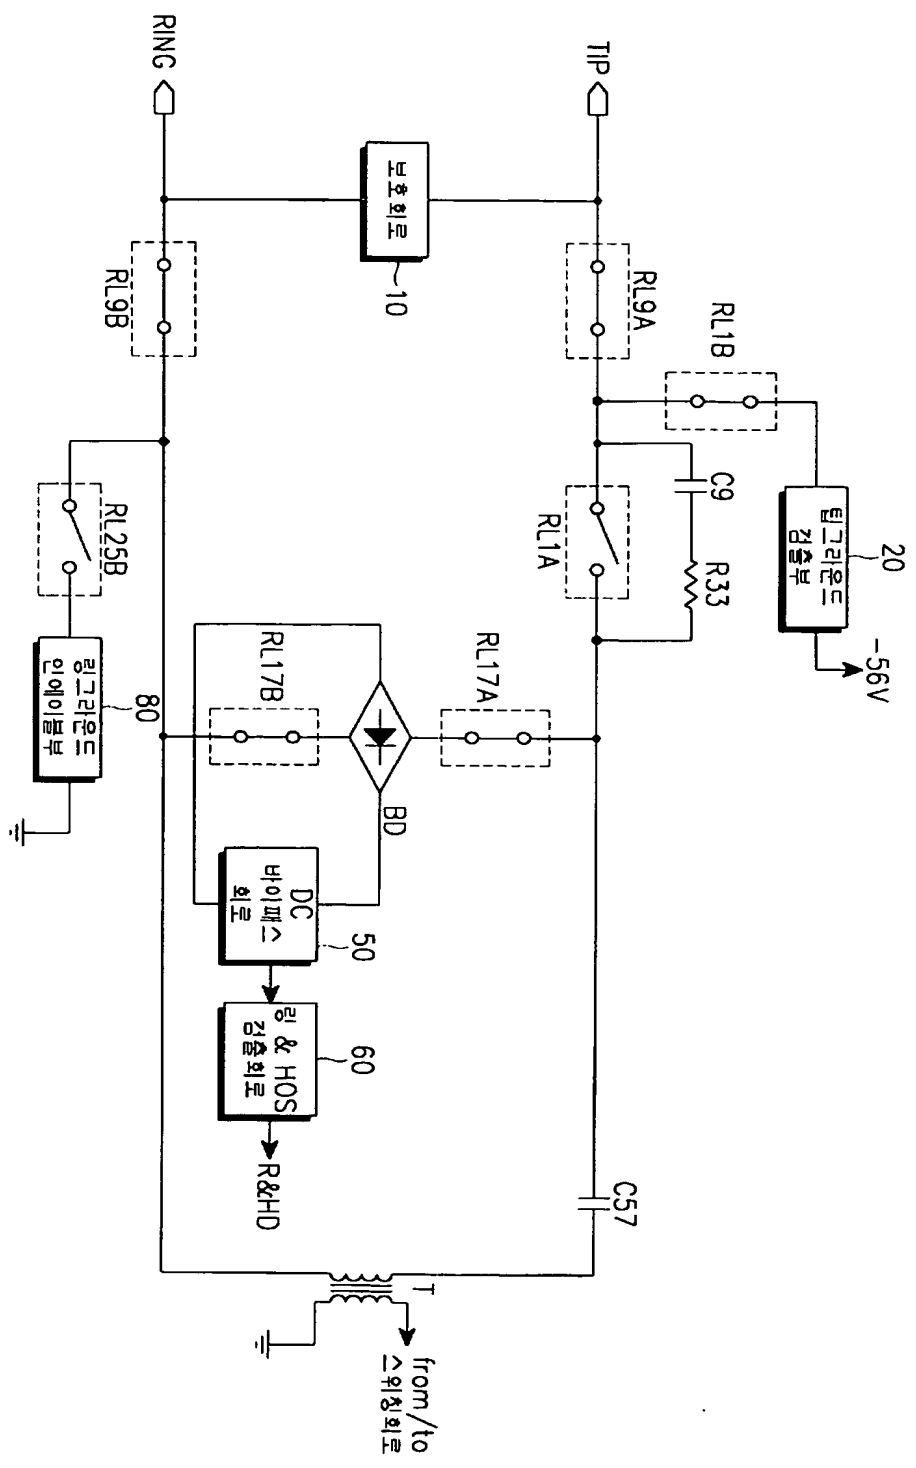 TIP
RING
보호회로
10
RL9A
RL9B
RL1B
팁그라운드
검출부
20
-56V
C9
R33
RL1A
RL25B
링그라운드
인에이블부
80
RL17A
RL17B
BD
DC
바이패스
회로
50
링 & HOS
검출회로
60
R&HD
C57
T
from/to
스위칭회로